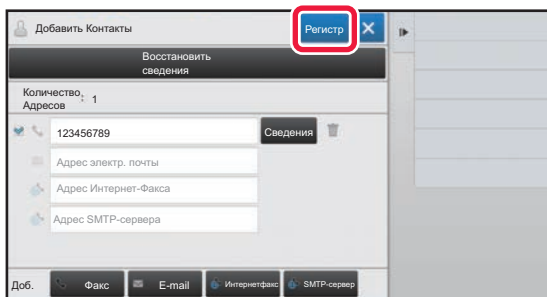 Добавить Контакты
Регистр
Восстановить
сведения
Количество : 1
Адресов
123456789
Сведения
Адрес электр. почты
Адрес Интернет-Факса
Адрес SMTP-сервера
Доб.
Факс
E-mail
Интернетфакс
SMTP-сервер